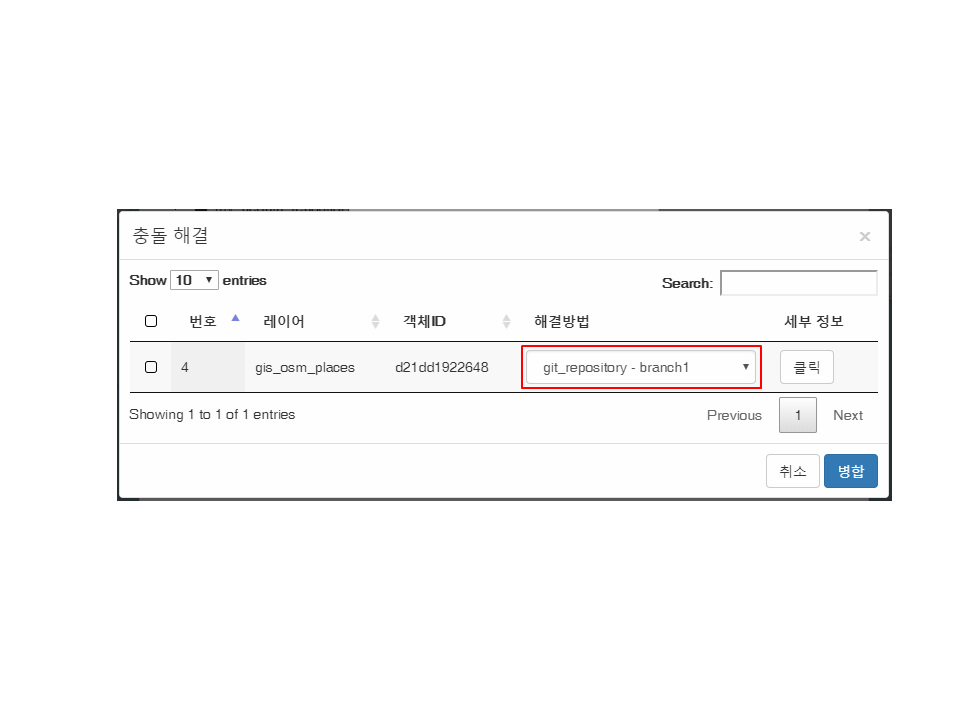 충돌 해결 ×
Show 10 entries Search:
번호 레이어 객체ID 해결방법 세부 정보
4 gis_osm_places d21dd1922648 git_repository - branch1 클릭
Showing 1 to 1 of 1 entries Previous 1 Next
취소 병합